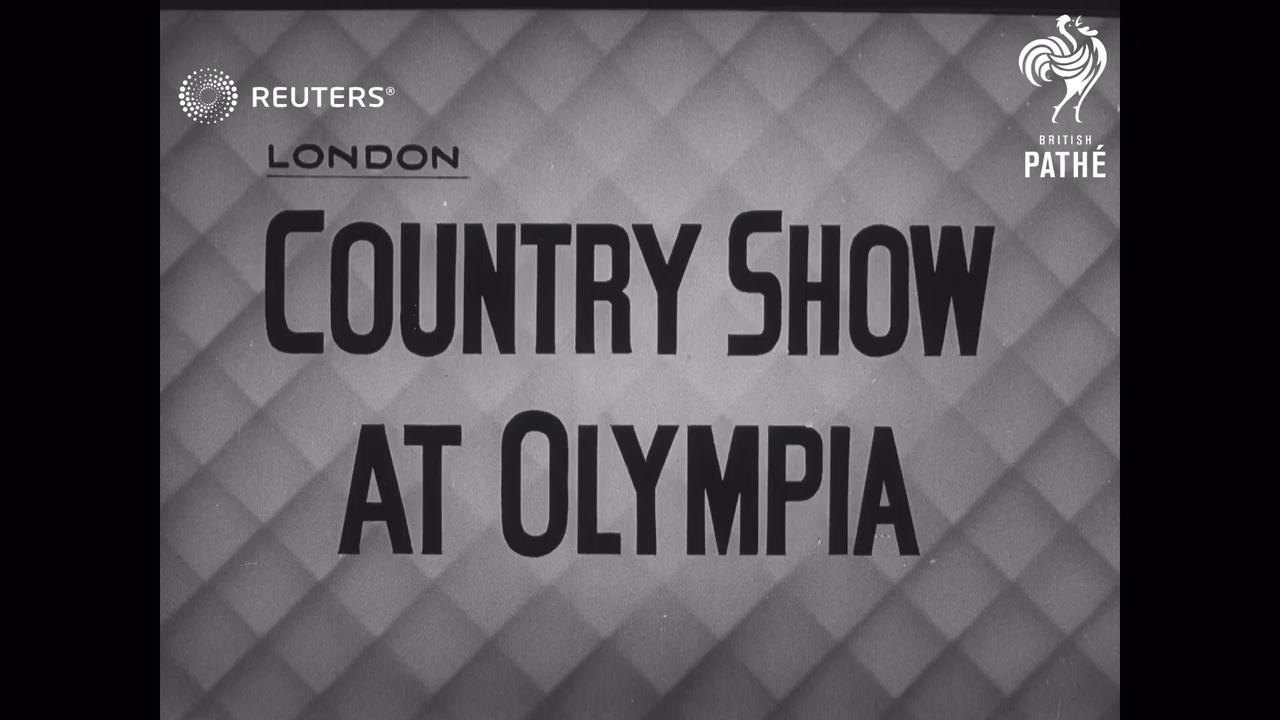 REUTERS®
BRITISH
PATHÉ
LONDON
COUNTRY SHOW
AT OLYMPIA